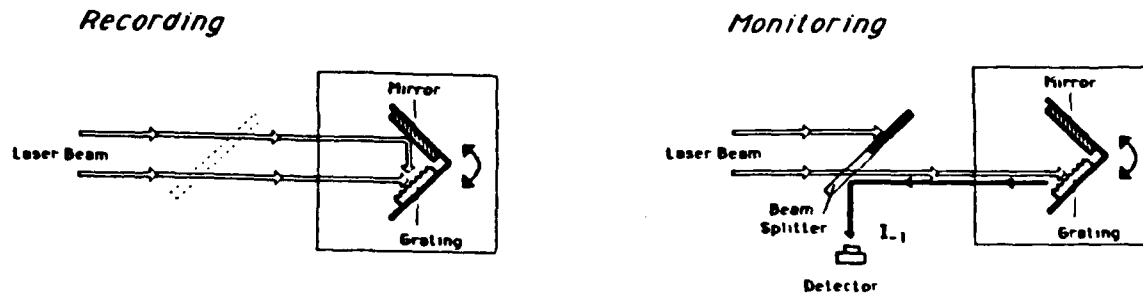 Recording
Mirror
Laser Beam
Grating
Monitoring
Mirror
Laser Beam
Beam
Splitter
I-1
Grating
Detector